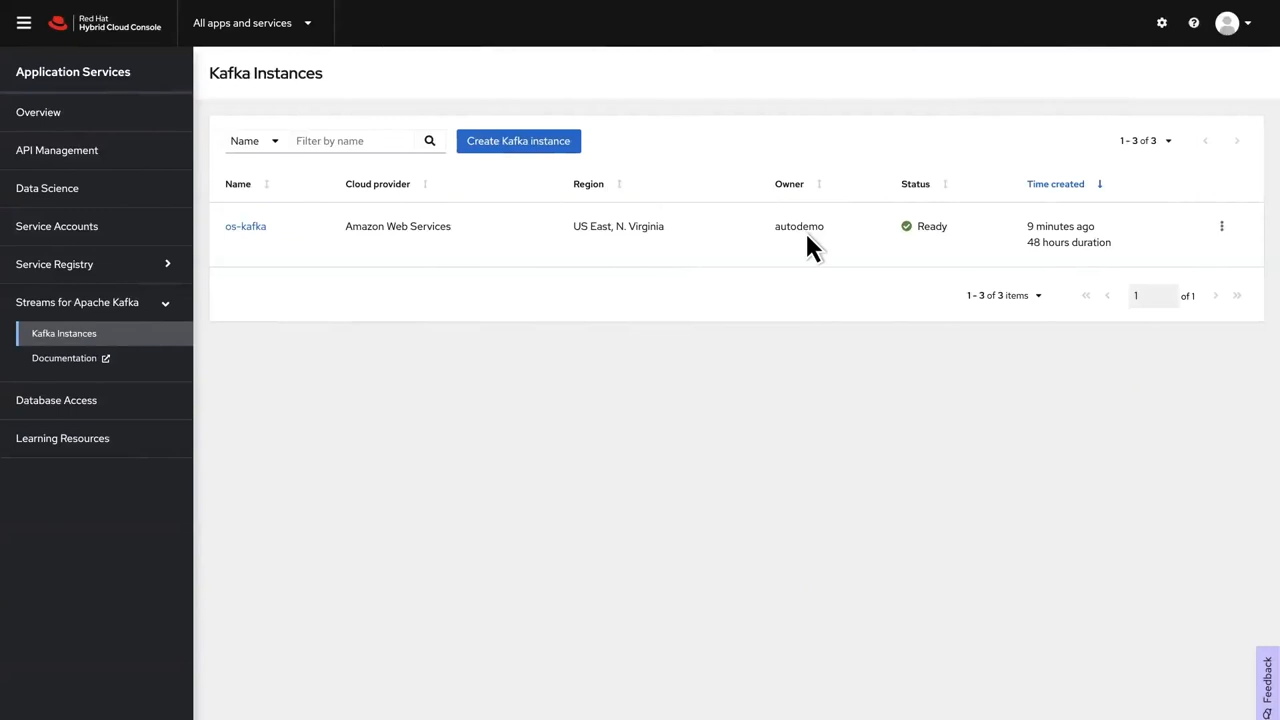 Red Hat
Hybrid Cloud Console
All apps and services
Application Services
Overview
API Management
Data Science
Service Accounts
Service Registry
Streams for Apache Kafka
Kafka Instances
Documentation
Database Access
Learning Resources
Kafka Instances
Name Filter by name Create Kafka instance 1 - 3 of 3
Name Cloud provider Region Owner Status Time created
os-kafka Amazon Web Services US East, N. Virginia autodemo Ready 9 minutes ago
48 hours duration
1 - 3 of 3 items 1 of 1
Feedback